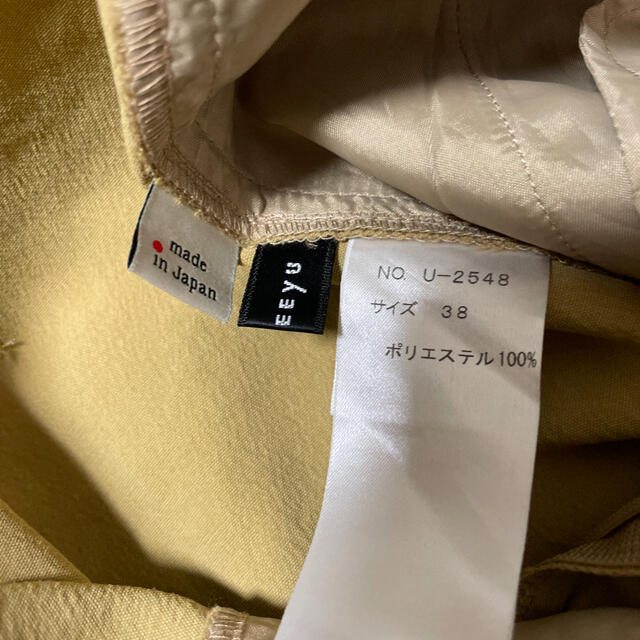 made
in Japan
EEYU
NO. U-2548
サイズ 38
ポリエステル100%